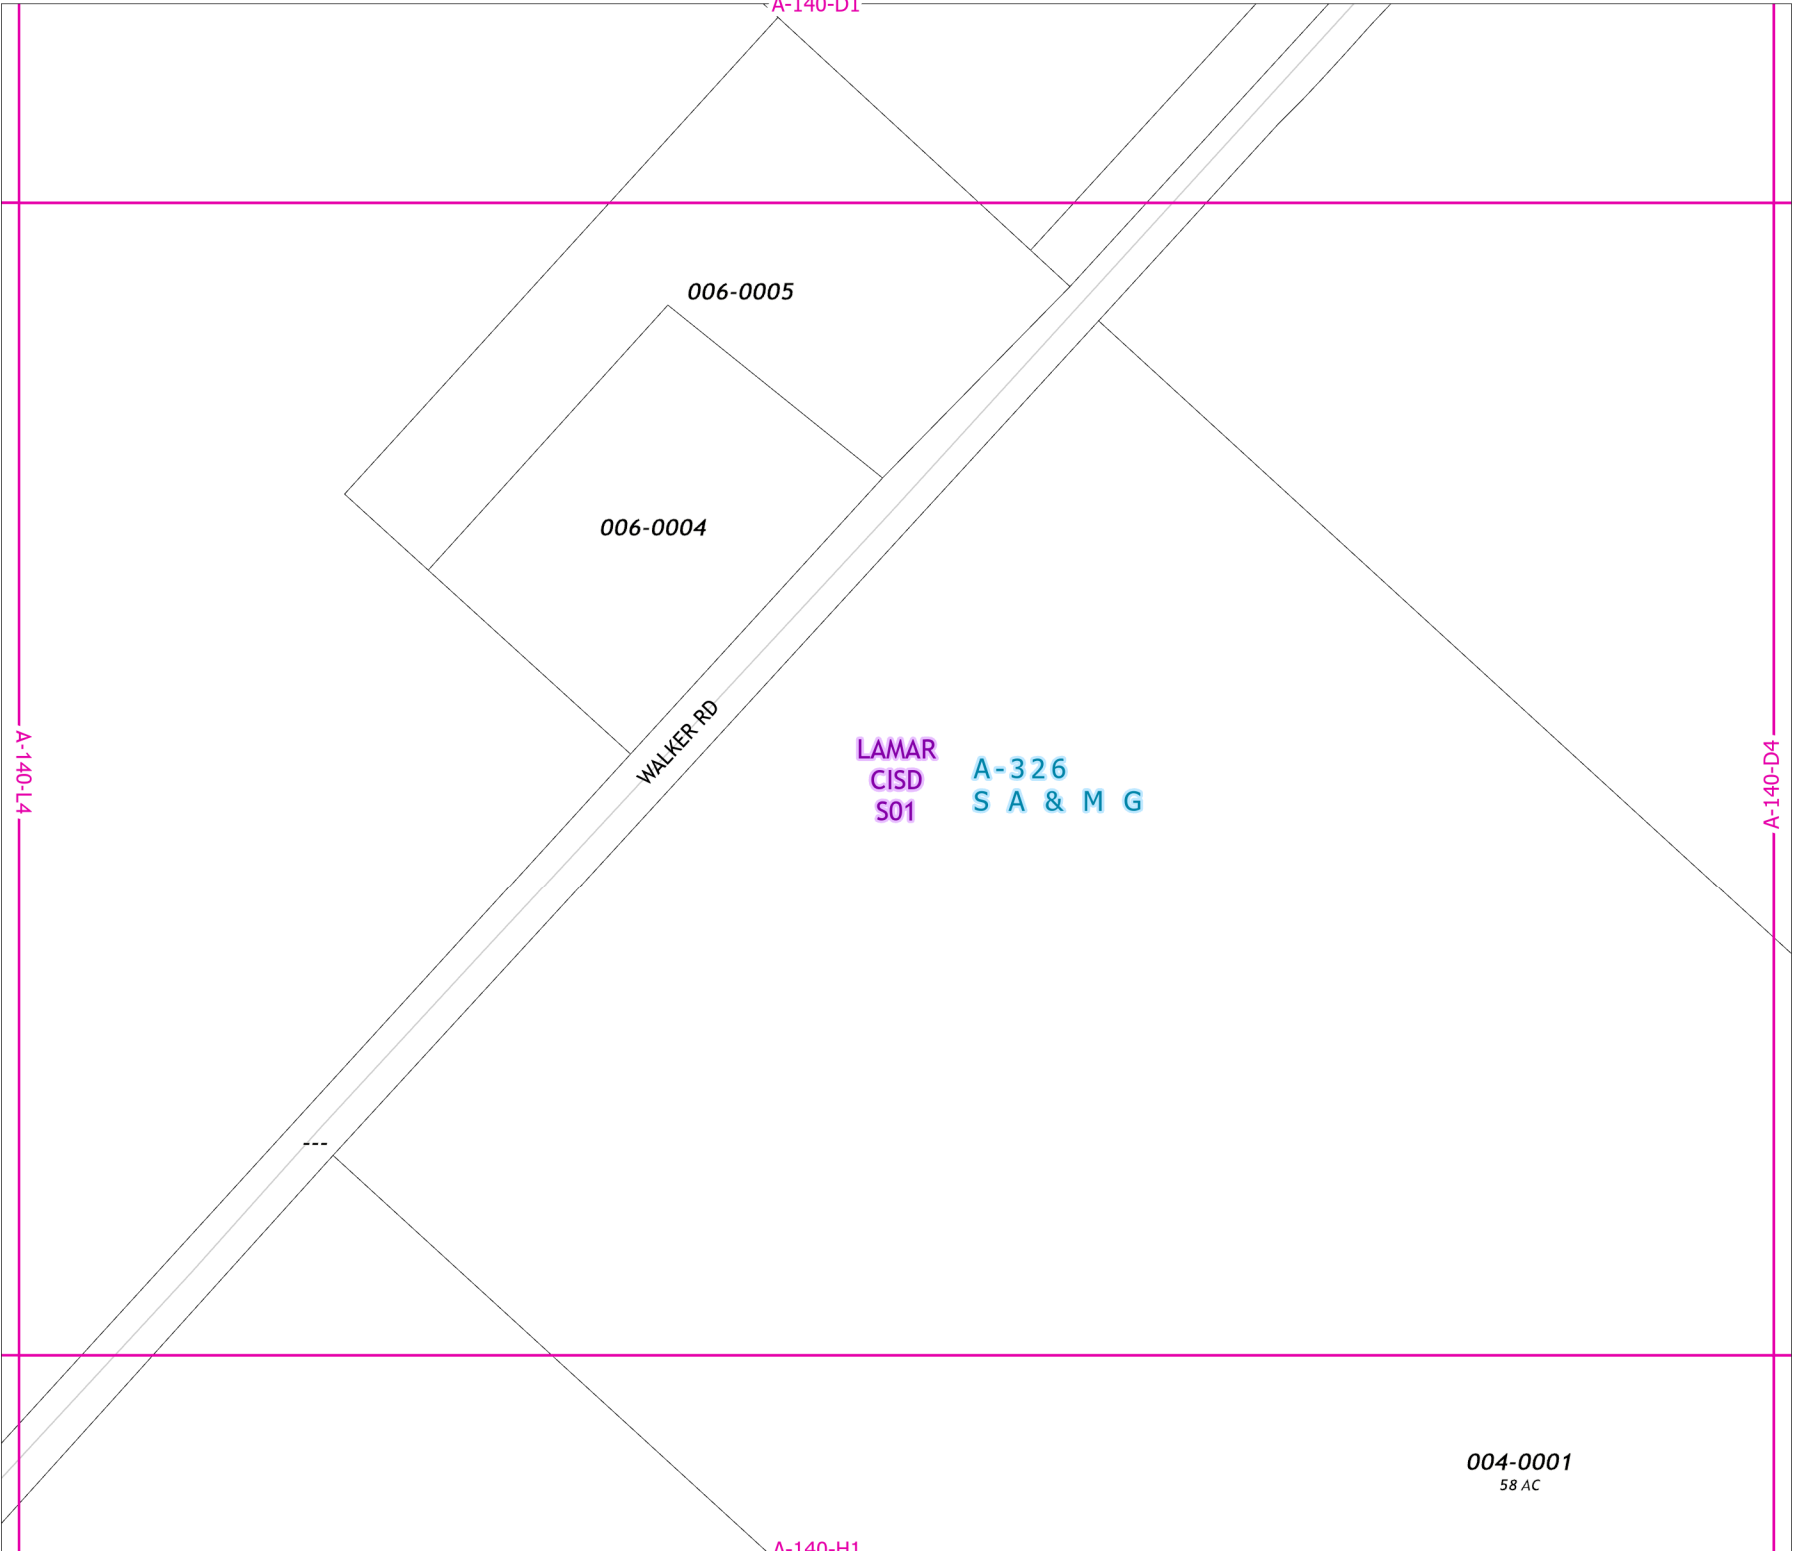 A-140-D1
006-0005
006-0004
WALKER RD
LAMAR
CISD
S01
A-326
S A & M G
A-140-L4
A-140-D4
---
004-0001
58 AC
A-140-H1